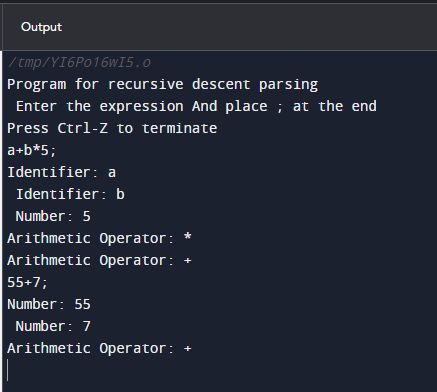 Output
/tmp/YI6Po16wI5.o
Program for recursive descent parsing
Enter the expression And place ; at the end
Press Ctrl-Z to terminate
a+b*5;
Identifier: a
Identifier: b
Number: 5
Arithmetic Operator: *
Arithmetic Operator: +
55+7;
Number: 55
Number: 7
Arithmetic Operator: +